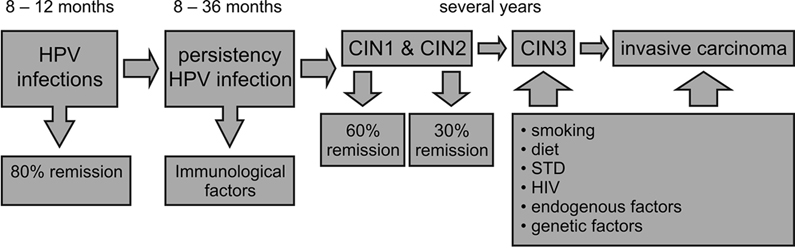 8 – 12 months
8 – 36 months
several years
HPV
infections
persistency
HPV infection
CIN1 & CIN2
CIN3
invasive carcinoma
80% remission
Immunological
factors
60%
remission
30%
remission
• smoking
• diet
• STD
• HIV
• endogenous factors
• genetic factors